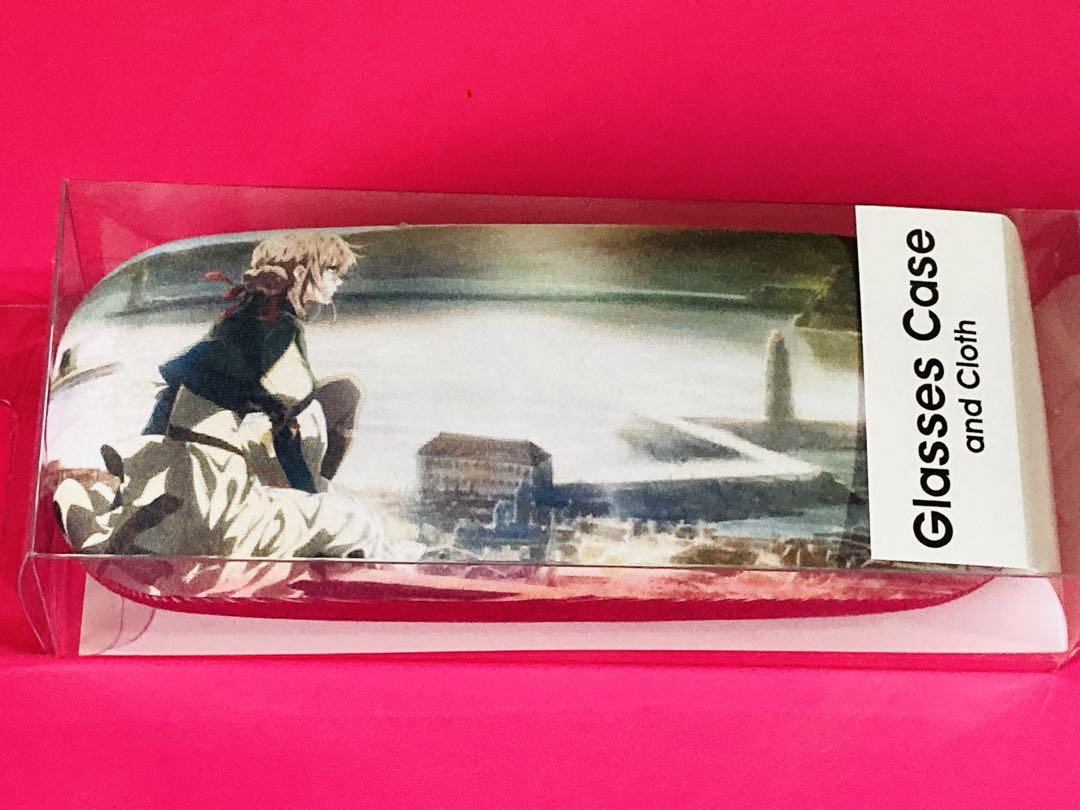 Glasses Case
and Cloth